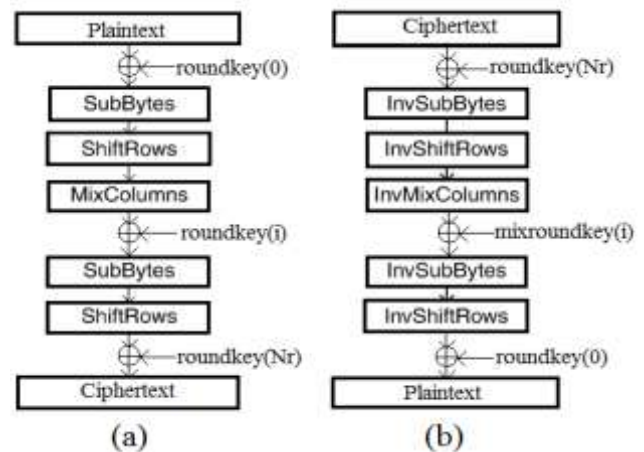 Plaintext
roundkey(0)
SubBytes
ShiftRows
MixColumns
roundkey(i)
SubBytes
ShiftRows
roundkey(Nr)
Ciphertext
(a)
Ciphertext
roundkey(Nr)
InvSubBytes
InvShiftRows
InvMixColumns
mixroundkey(i)
InvSubBytes
InvShiftRows
roundkey(0)
Plaintext
(b)